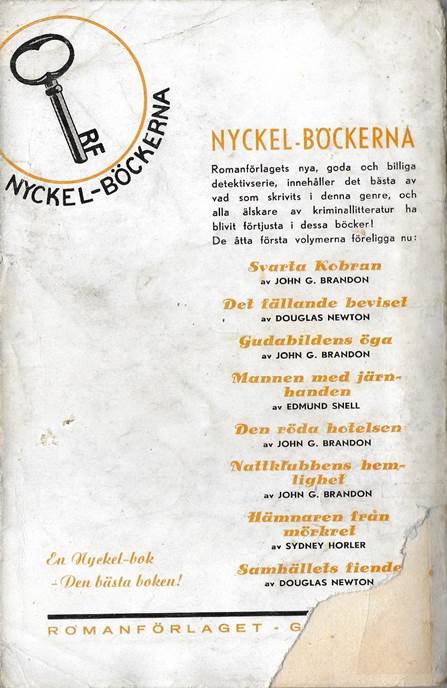 RF
NYCKEL-BÖCKERNA
NYCKEL-BÖCKERNA
Romanförlagets nya, goda och billiga
detektivserie, innehåller det bästa av
vad som skrivits i denna genre, och
alla älskare av kriminallitteratur ha
blivit förtjusta i dessa böcker!
De åtta första volymerna föreligga nu:
Svarta Kobran
av JOHN G. BRANDON
Det fällande beviset
av DOUGLAS NEWTON
Gudabildens öga
av JOHN G. BRANDON
Mannen med järn-
handen
av EDMUND SNELL
Den röda hotelsen
av JOHN G. BRANDON
Nattklubbens hem-
lighet
av JOHN G. BRANDON
Hämnaren från
mörkret
av SYDNEY HORLER
Samhällets fiende
av DOUGLAS NEWTON
En Nyckel-bok
- Den bästa boken!
ROMANFÖRLAGET - G